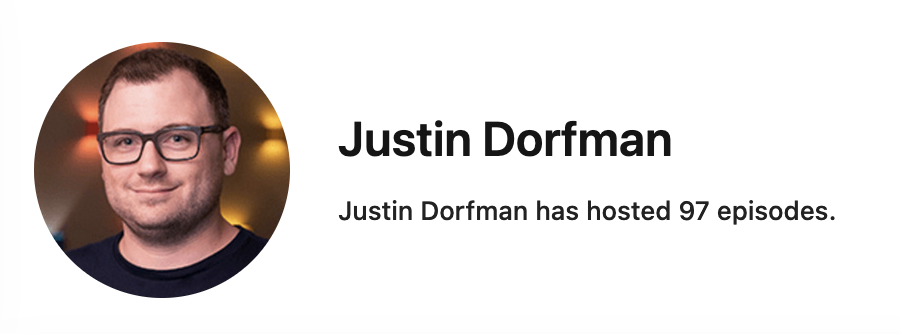 Justin Dorfman
Justin Dorfman has hosted 97 episodes.